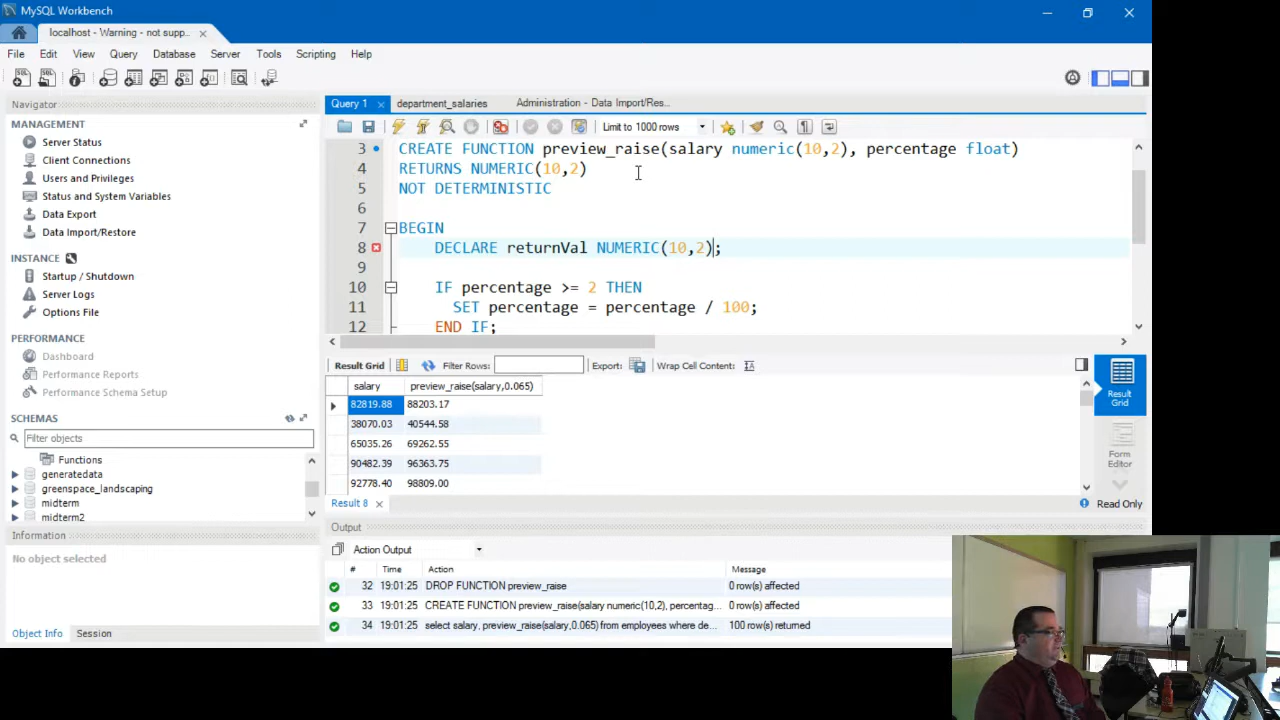 MySQL Workbench
localhost - Warning - not supp..
File Edit View Query Database Server Tools Scripting Help
Navigator
MANAGEMENT
Server Status
Client Connections
Users and Privileges
Status and System Variables
Data Export
Data Import/Restore
INSTANCE
Startup / Shutdown
Server Logs
Options File
PERFORMANCE
Dashboard
Performance Reports
Performance Schema Setup
SCHEMAS
Filter objects
Functions
generatedata
greenspace_landscaping
midterm
midterm2
Information
No object selected
Object Info Session
Query 1 department_salaries Administration - Data Import/Res...
Limit to 1000 rows
3 CREATE FUNCTION preview_raise(salary numeric(10,2), percentage float)
4 RETURNS NUMERIC(10,2)
5 NOT DETERMINISTIC
6
7 BEGIN
8 DECLARE returnVal NUMERIC(10,2);
9
10 IF percentage >= 2 THEN
11 SET percentage = percentage / 100;
12 END IF;
Result Grid Filter Rows: Export: Wrap Cell Content:
salary preview_raise(salary,0.065)
82819.88 88203.17
38070.03 40544.58
65035.26 69262.55
90482.39 96363.75
92778.40 98809.00
Result Grid
Form Editor
Result 8
Read Only
Output
Action Output
# Time Action Message
32 19:01:25 DROP FUNCTION preview_raise 0 row(s) affected
33 19:01:25 CREATE FUNCTION preview_raise(salary numeric(10,2), percentag... 0 row(s) affected
34 19:01:25 select salary, preview_raise(salary,0.065) from employees where de... 100 row(s) returned